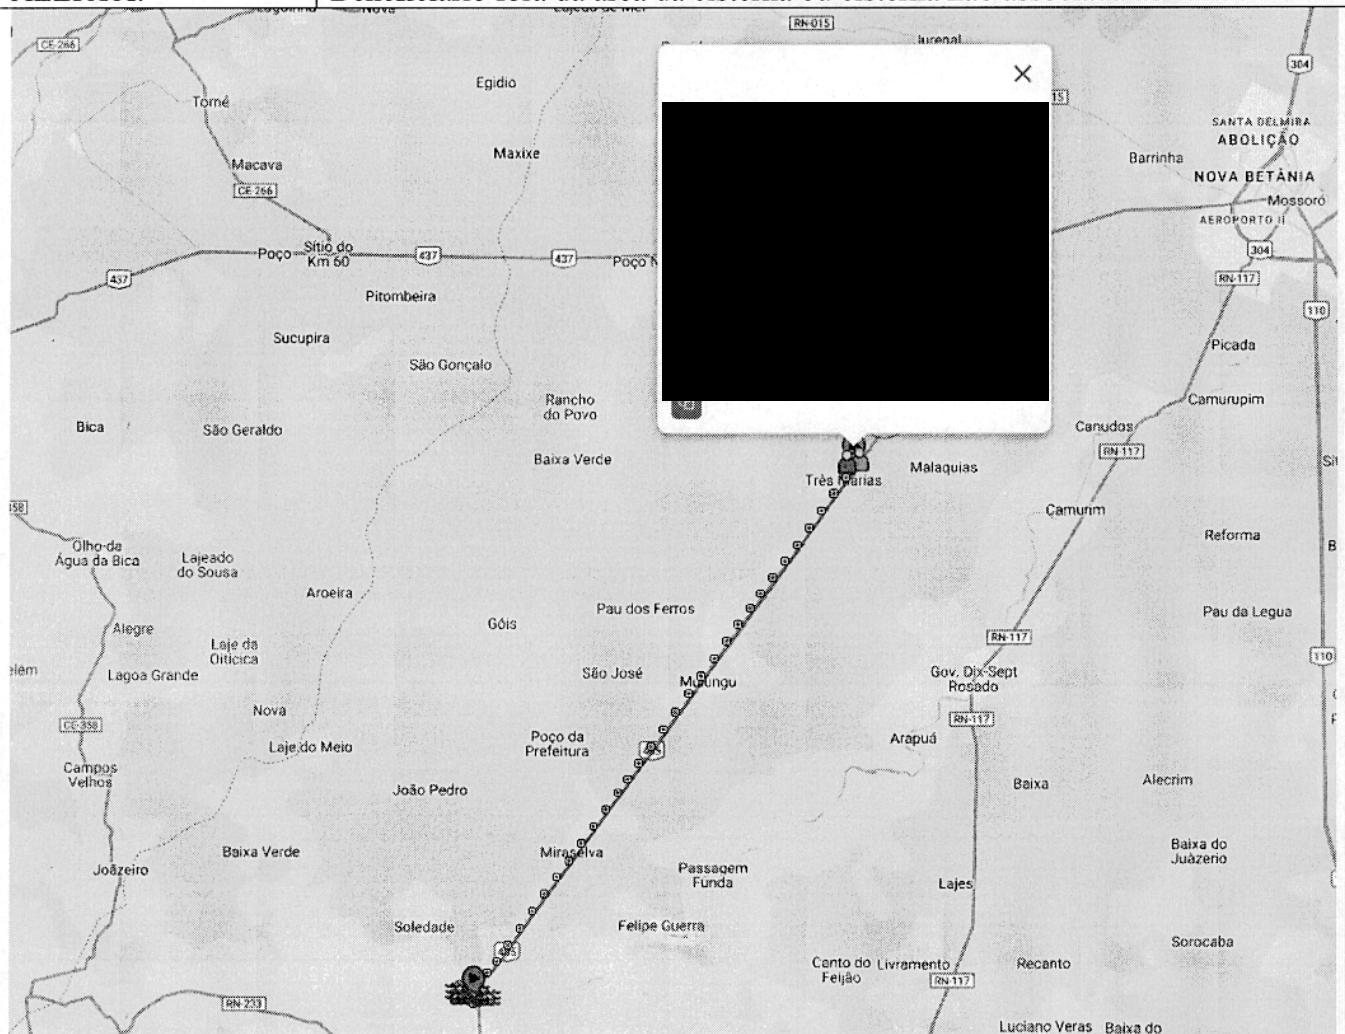 RN-015
CE-266
304
Egidio
Tomé
15
SANTA DELMIRA
ABOLIÇÃO
Maxixe
Barrinha
Macava
NOVA BETÂNIA
CE-266
Mossoró
AEROPORTO II
Poço
Sítio do
Km 60
437
437
Poço
304
437
RN-117
Pitombeira
110
Sucupira
Picada
São Gonçalo
Rancho
do Povo
Camurupim
Bica
São Geraldo
Canudos
RN-117
Baixa Verde
Malaquias
Três Marias
Camurim
Reforma
Olho-da
Água da Bica
Lajeado
do Sousa
Aroeira
Pau dos Ferros
Pau da Legua
Góis
Alegre
RN-117
Laje da
Oiticica
110
Lagoa Grande
São José
Mulungu
Gov. Dix-Sept
Rosado
Nova
RN-117
CE-358
Laje do Meio
Poço da
Prefeitura
Arapuá
Campos
Velhos
João Pedro
Baixa
Alecrim
Baixa Verde
Miraselva
Baixa do
Juàzerio
Joãzeiro
Passagem
Funda
Lajes
Soledade
Felipe Guerra
Sorocaba
Canto do
Feijão
Livramento
Recanto
RN-117
RN-233
Luciano Veras
Baixa do